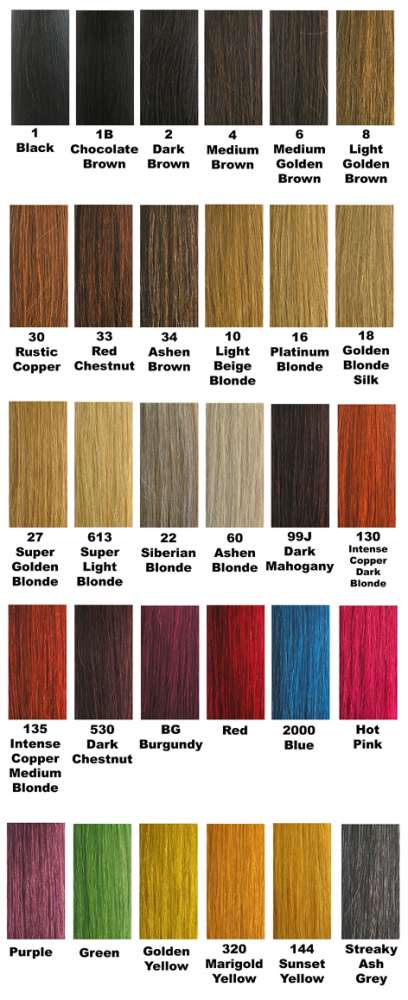 1
Black
1B
Chocolate
Brown
2
Dark
Brown
4
Medium
Brown
6
Medium
Golden
Brown
8
Light
Golden
Brown
30
Rustic
Copper
33
Red
Chestnut
34
Ashen
Brown
10
Light
Beige
Blonde
16
Platinum
Blonde
18
Golden
Blonde
Silk
27
Super
Golden
Blonde
613
Super
Light
Blonde
22
Siberian
Blonde
60
Ashen
Blonde
99J
Dark
Mahogany
130
Intense
Copper
Dark
Blonde
135
Intense
Copper
Medium
Blonde
530
Dark
Chestnut
BG
Burgundy
Red
2000
Blue
Hot
Pink
Purple
Green
Golden
Yellow
320
Marigold
Yellow
144
Sunset
Yellow
Streaky
Ash
Grey